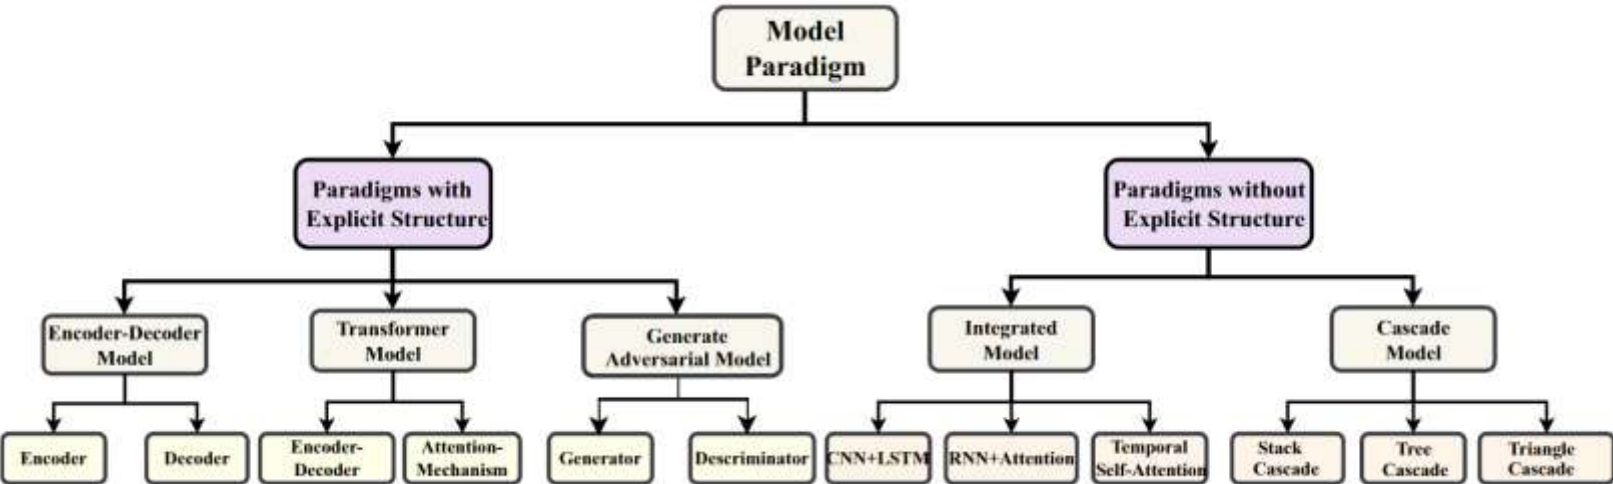 Model
Paradigm
Paradigms with
Explicit Structure
Paradigms without
Explicit Structure
Encoder-Decoder
Model
Transformer
Model
Generate
Adversarial Model
Integrated
Model
Cascade
Model
Encoder
Decoder
Encoder-
Decoder
Attention-
Mechanism
Generator
Descriminator
CNN+LSTM
RNN+Attention
Temporal
Self-Attention
Stack
Cascade
Tree
Cascade
Triangle
Cascade